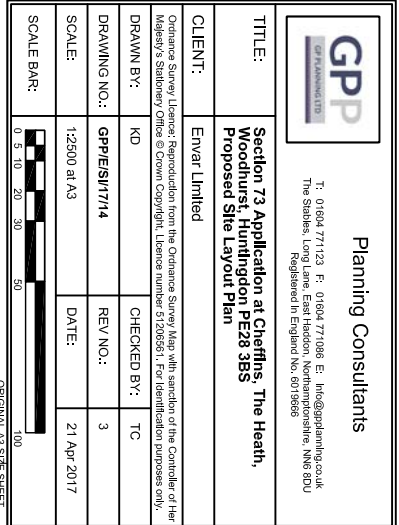 GPP
GP PLANNING LTD
Planning Consultants
T: 01604 771123 F: 01604 771086 E: info@gpplanning.co.uk
The Stables, Long Lane, East Haddon, Northamptonshire, NN6 8DU
Registered in England No. 6019666
TITLE:
Section 73 Application at Cheffins, The Heath,
Woodhurst, Huntingdon PE28 3BS
Proposed Site Layout Plan
CLIENT:
Envar Limited
Ordnance Survey Licence: Reproduction from the Ordnance Survey Map with sanction of the Controller of Her
Majesty's Stationery Office © Crown Copyright, Licence number 51206561. For identification purposes only.
DRAWN BY:
KD
CHECKED BY:
TC
DRAWING NO.:
GPP/E/SI/17/14
REV NO.:
3
SCALE:
1:2500 at A3
DATE:
21 Apr 2017
SCALE BAR:
0 5 10 20 30 50 100
ORIGINAL A3 SIZE SHEET